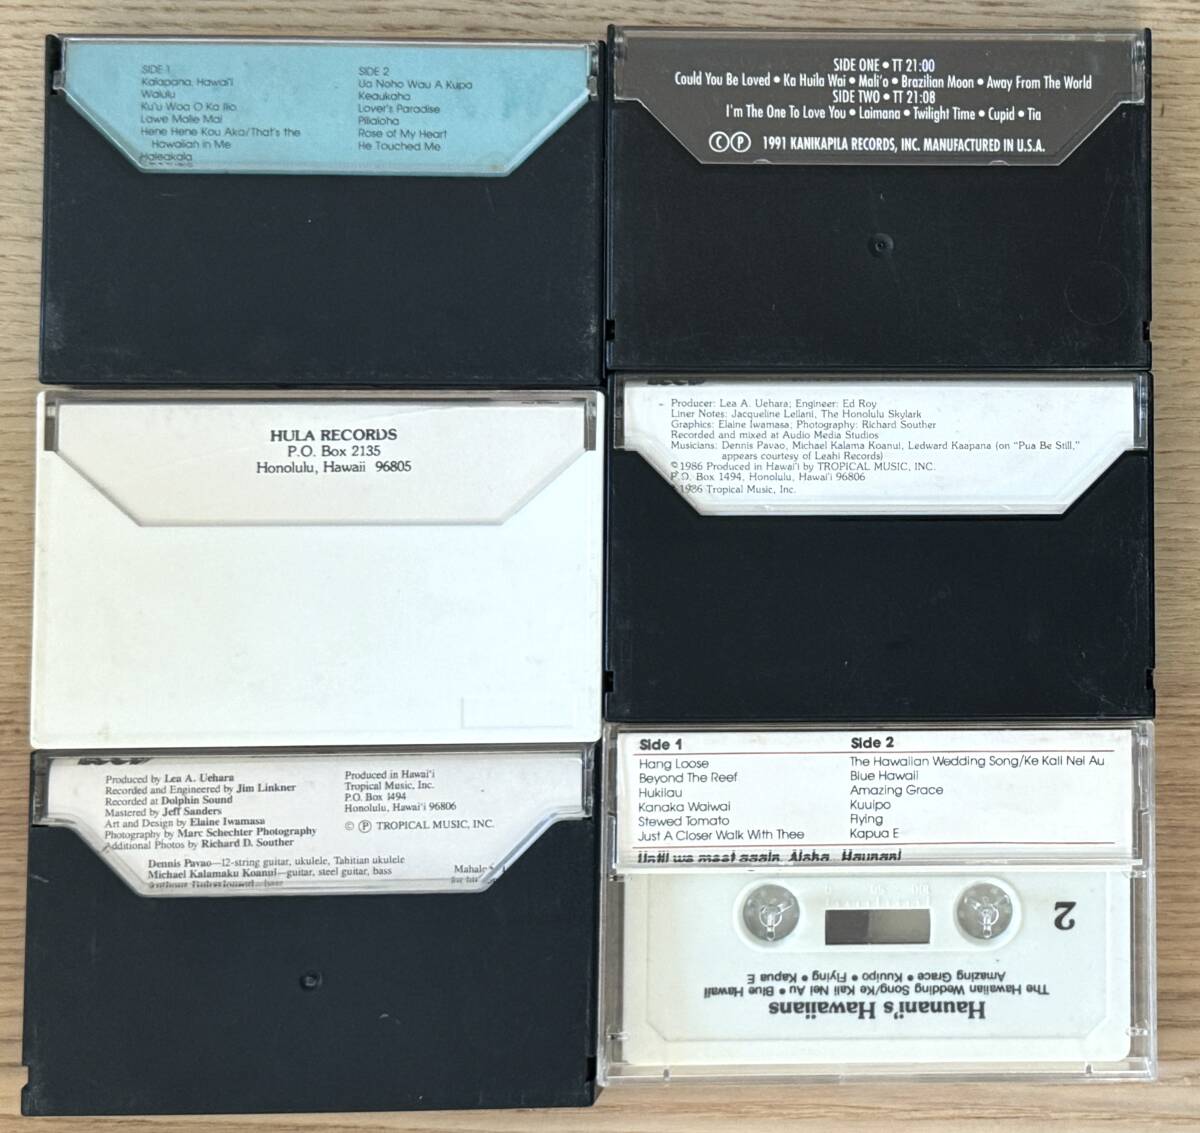 SIDE 1
Kalapana, Hawai'i
Walulu
Ku'u Woa O Ka Ilio
Lawe Malie Mai
Hene Hene Kou Aka/That's the
Hawaiian in Me
Haleakala
SIDE 2
Ua Noho Wau A Kupa
Keaukaha
Lover's Paradise
Pilialoha
Rose of My Heart
He Touched Me
SIDE ONE • TT 21:00
Could You Be Loved • Ka Huila Wai • Mali'o • Brazilian Moon • Away From The World
SIDE TWO • TT 21:08
I'm The One To Love You • Laimana • Twilight Time • Cupid • Tia
© Ⓟ 1991 KANIKAPILA RECORDS, INC. MANUFACTURED IN U.S.A.
HULA RECORDS
P.O. Box 2135
Honolulu, Hawaii 96805
Producer: Lea A. Uehara; Engineer: Ed Roy
Liner Notes: Jacqueline Leilani, The Honolulu Skylark
Graphics: Elaine Iwamasa; Photography: Richard Souther
Recorded and mixed at Audio Media Studios
Musicians: Dennis Pavao, Michael Kalama Koanui, Ledward Kaapana (on "Pua Be Still,"
appears courtesy of Leahi Records)
©1986 Produced in Hawai'i by TROPICAL MUSIC, INC.
P.O. Box 1494, Honolulu, Hawai'i 96806
1986 Tropical Music, Inc.
Produced by Lea A. Uehara
Recorded and Engineered by Jim Linkner
Recorded at Dolphin Sound
Mastered by Jeff Sanders
Art and Design by Elaine Iwamasa
Photography by Marc Schechter Photography
Additional Photos by Richard D. Souther
Produced in Hawai'i
Tropical Music, Inc.
P.O. Box 1494
Honolulu, Hawai'i 96806
© Ⓟ TROPICAL MUSIC, INC.
Dennis Pavao—12-string guitar, ukulele, Tahitian ukulele
Michael Kalamaku Koanui—guitar, steel guitar, bass
Mahalo
Side 1
Hang Loose
Beyond The Reef
Hukilau
Kanaka Waiwai
Stewed Tomato
Just A Closer Walk With Thee
Side 2
The Hawaiian Wedding Song/Ke Kali Nei Au
Blue Hawaii
Amazing Grace
Kuuipo
Flying
Kapua E
Until we meet again, Aloha, Haunani
100 50 0
2
Haunani's Hawaiians
The Hawaiian Wedding Song/Ke Kali Nei Au • Blue Hawaii
Amazing Grace • Kuuipo • Flying • Kapua E